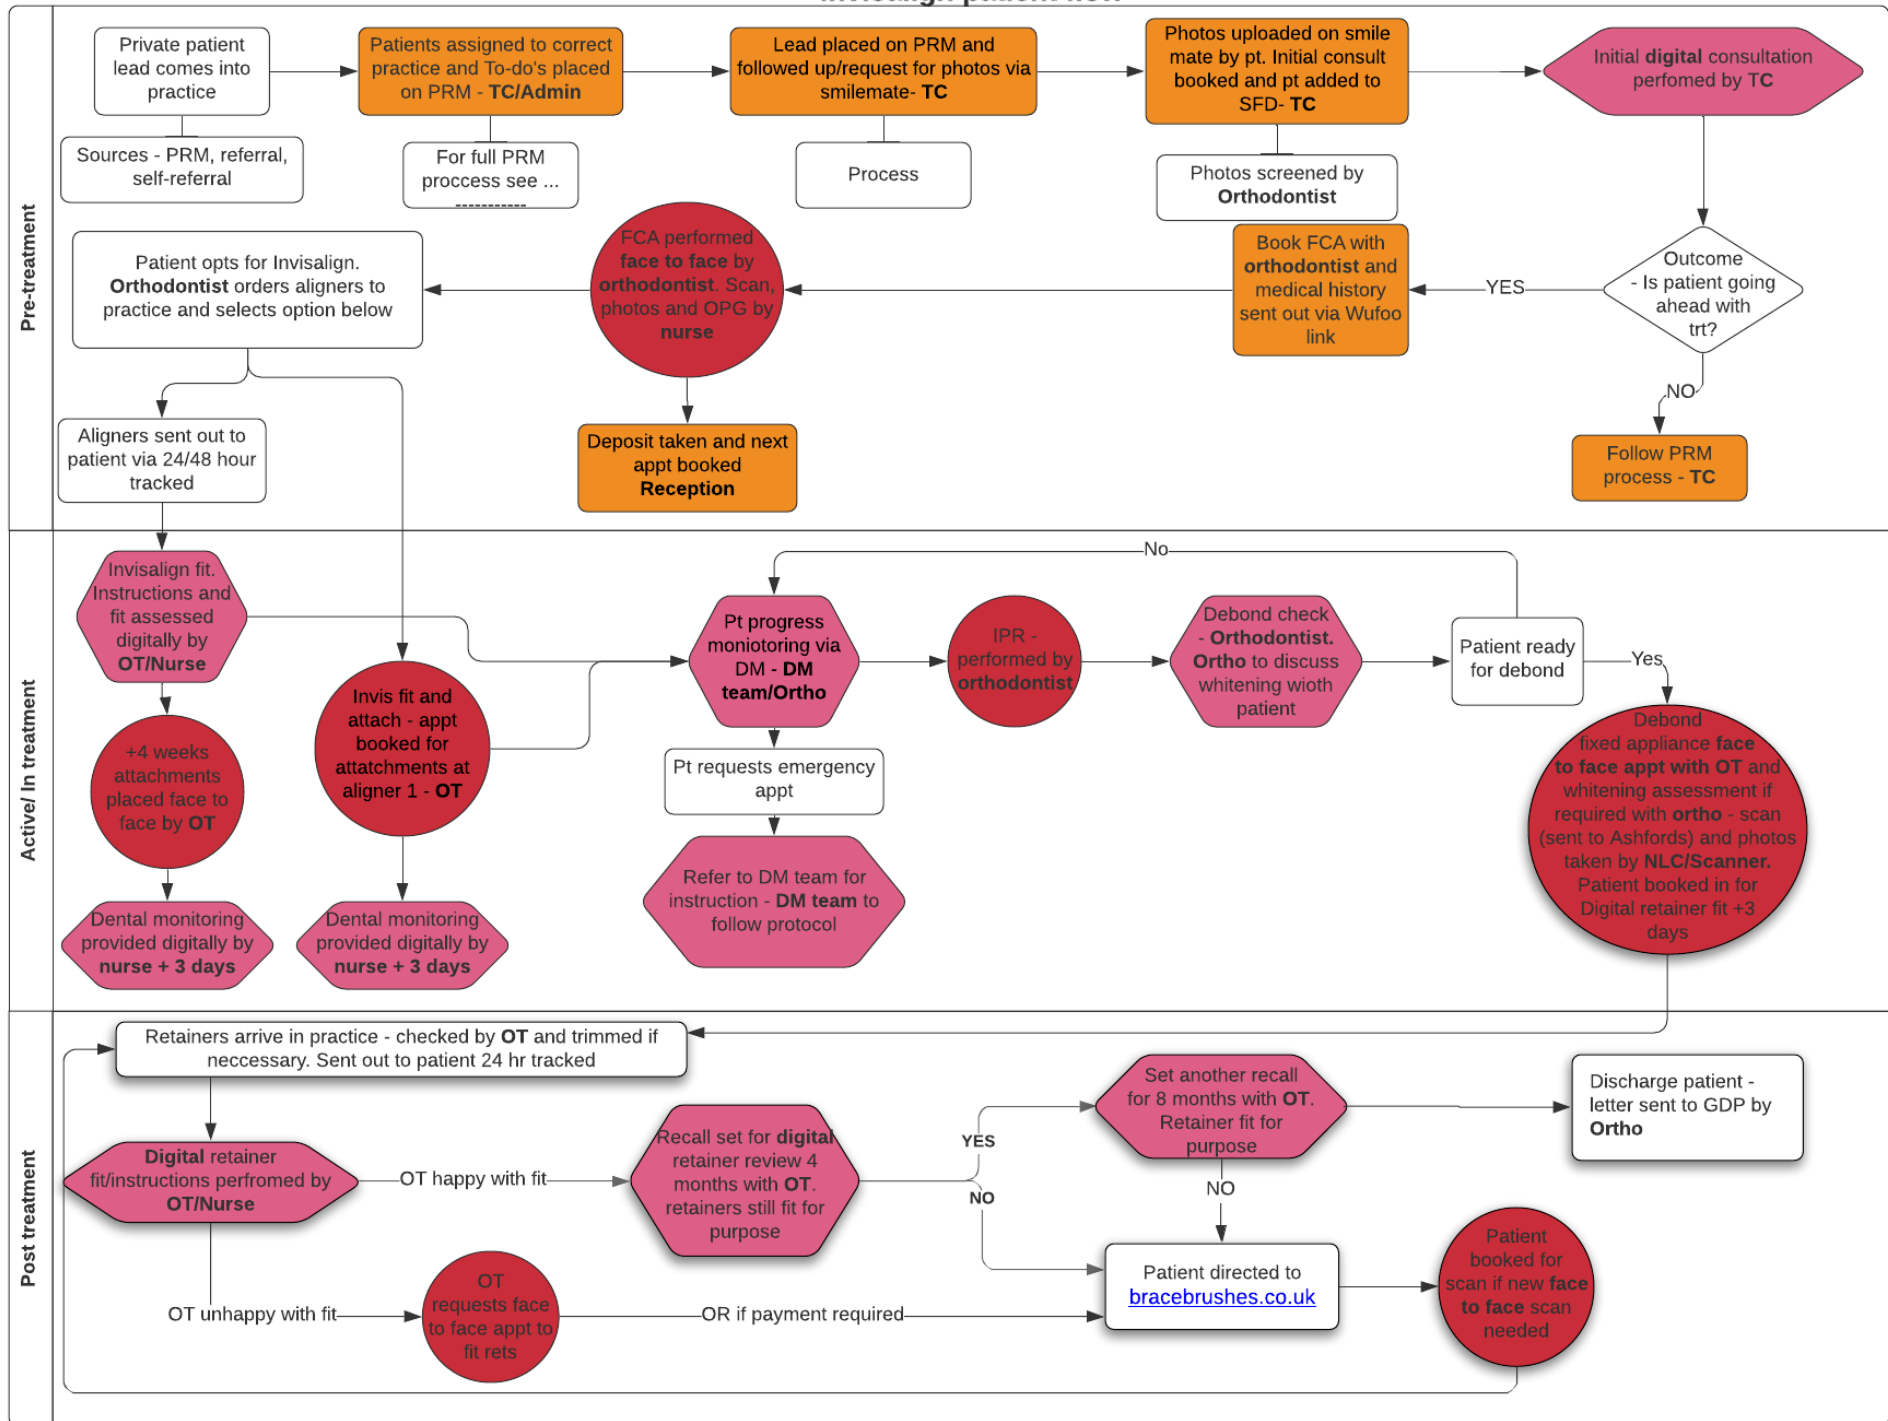 Invisalign patient flow
Pre-treatment
Private patient
lead comes into
practice
Patients assigned to correct
practice and To-do's placed
on PRM - TC/Admin
Lead placed on PRM and
followed up/request for photos via
smilemate- TC
Photos uploaded on smile
mate by pt. Initial consult
booked and pt added to
SFD- TC
Initial digital consultation
perfomed by TC
Sources - PRM, referral,
self-referral
For full PRM
proccess see ...
-----------
Process
Photos screened by
Orthodontist
Patient opts for Invisalign.
Orthodontist orders aligners to
practice and selects option below
FCA performed
face to face by
orthodontist. Scan,
photos and OPG by
nurse
Book FCA with
orthodontist and
medical history
sent out via Wufoo
link
YES
Outcome
- Is patient going
ahead with
trt?
NO
Aligners sent out to
patient via 24/48 hour
tracked
Deposit taken and next
appt booked
Reception
Follow PRM
process - TC
Active/ In treatment
No
Invisalign fit.
Instructions and
fit assessed
digitally by
OT/Nurse
Invis fit and
attach - appt
booked for
attatchments at
aligner 1 - OT
Pt progress
moniotoring via
DM - DM
team/Ortho
IPR -
performed by
orthodontist
Debond check
- Orthodontist.
Ortho to discuss
whitening wioth
patient
Patient ready
for debond
Yes
+4 weeks
attachments
placed face to
face by OT
Pt requests emergency
appt
Debond
fixed appliance face
to face appt with OT and
whitening assessment if
required with ortho - scan
(sent to Ashfords) and photos
taken by NLC/Scanner.
Patient booked in for
Digital retainer fit +3
days
Dental monitoring
provided digitally by
nurse + 3 days
Dental monitoring
provided digitally by
nurse + 3 days
Refer to DM team for
instruction - DM team to
follow protocol
Post treatment
Retainers arrive in practice - checked by OT and trimmed if
neccessary. Sent out to patient 24 hr tracked
Digital retainer
fit/instructions perfromed by
OT/Nurse
OT happy with fit
Recall set for digital
retainer review 4
months with OT.
retainers still fit for
purpose
YES
NO
Set another recall
for 8 months with OT.
Retainer fit for
purpose
NO
Discharge patient -
letter sent to GDP by
Ortho
OT unhappy with fit
OT
requests face
to face appt to
fit rets
OR if payment required
Patient directed to
bracebrushes.co.uk
Patient
booked for
scan if new face
to face scan
needed